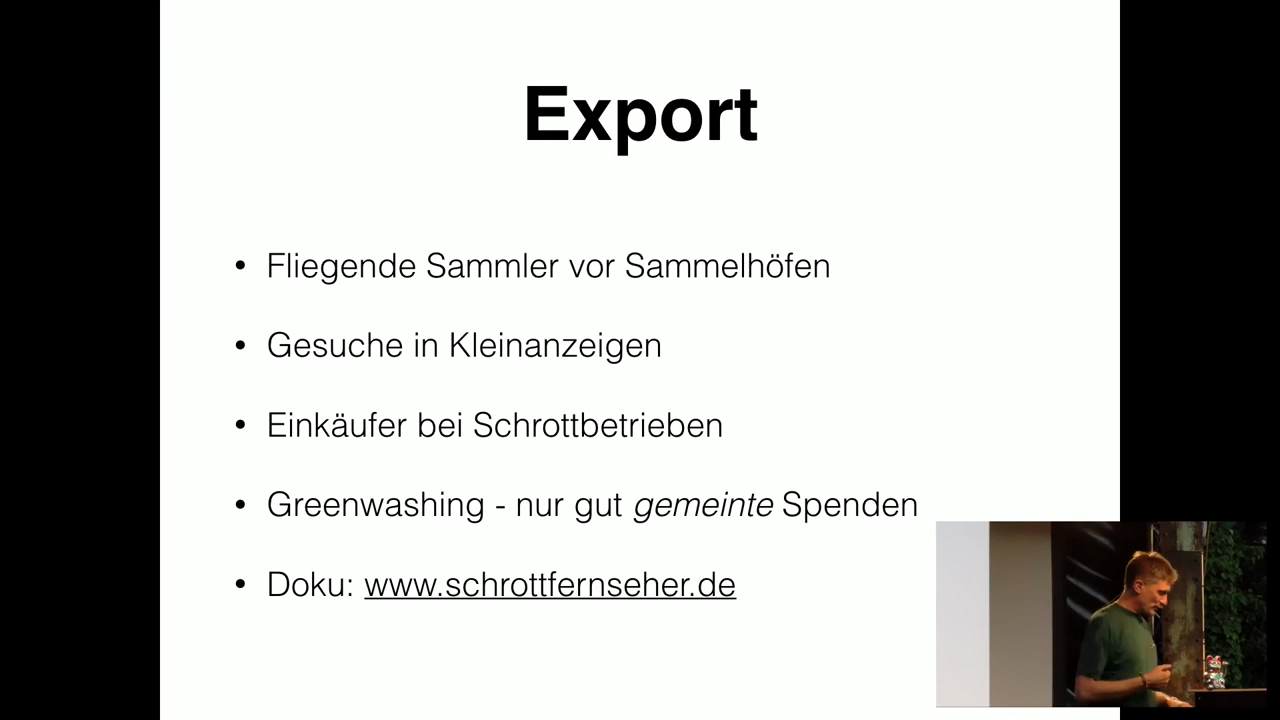 Export
• Fliegende Sammler vor Sammelhöfen
• Gesuche in Kleinanzeigen
• Einkäufer bei Schrottbetrieben
• Greenwashing - nur gut gemeinte Spenden
• Doku: www.schrottfernseher.de